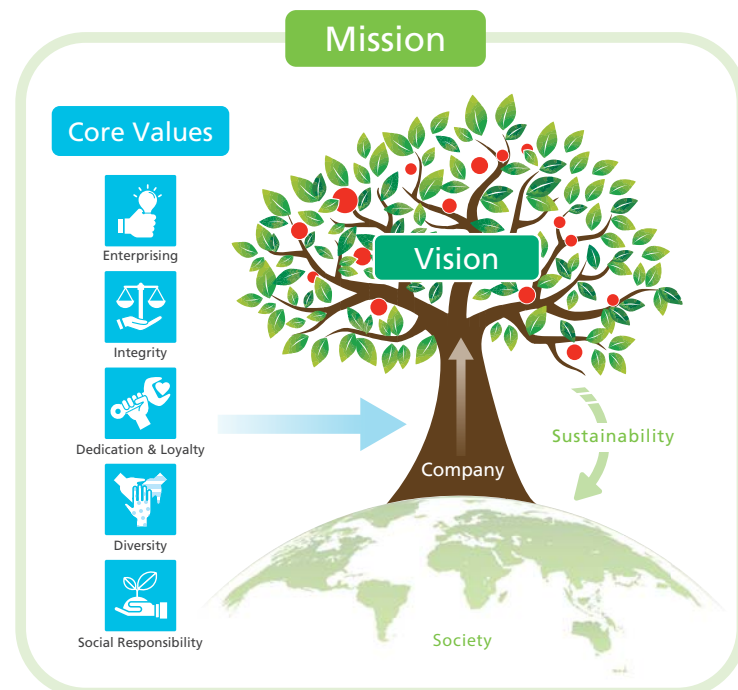 Mission
Core Values
Enterprising
Integrity
Dedication & Loyalty
Diversity
Social Responsibility
Vision
Company
Sustainability
Society